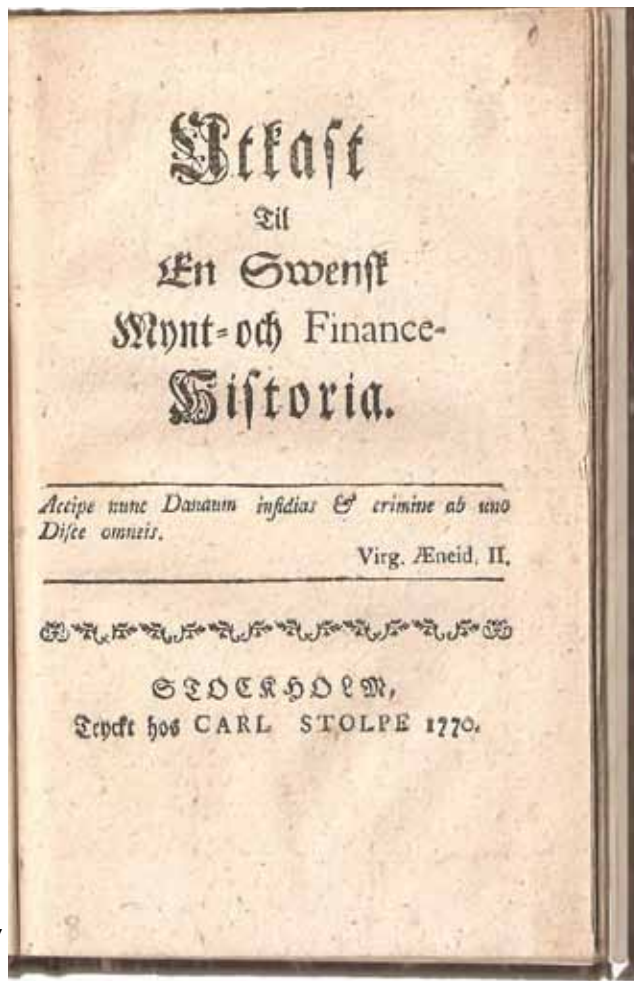 Utkaſt
Til
En Swenſk
Mynt-och Finance-
Hiſtoria.
Accipe nunc Danaum inſidias & crimine ab uno
Diſce omneis.
Virg. Æneid, II.
STOCKHOLM,
Tryckt hos CARL STOLPE 1770.
8